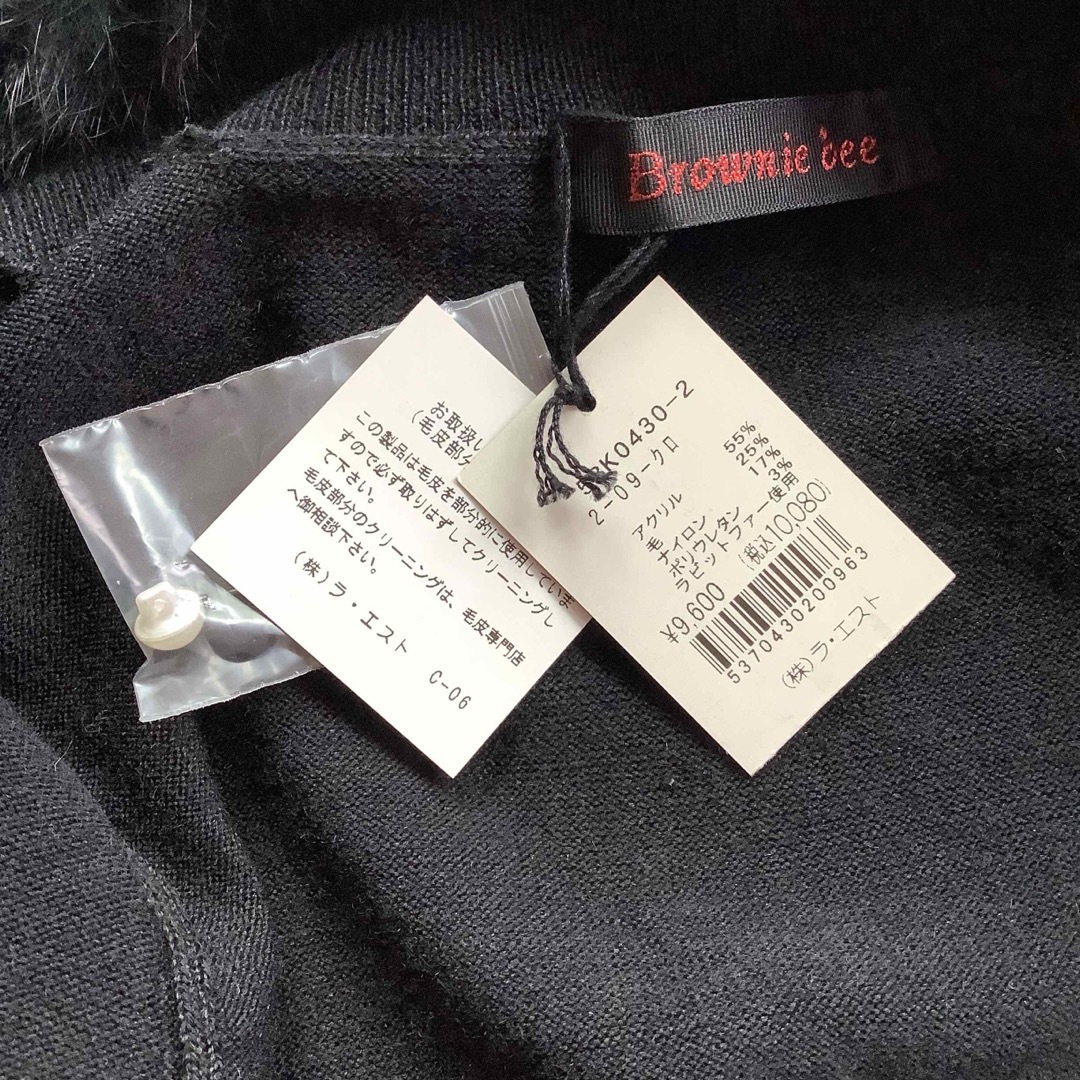 Brownie'bee
お取扱い
(毛皮部分
この製品は毛皮を部分的に使用していま
すので必ず取りはずしてクリーニングし
て下さい。
毛皮部分のクリーニングは、毛皮専門店
へ御相談下さい。
(株)ラ・エスト
C-06
K0430-2
2-09-クロ
アクリル 55%
毛 25%
ナイロン 17%
ポリウレタン 3%
ラビットファー使用
¥9,600 (税込10,080)
5370430200963
(株)ラ・エスト